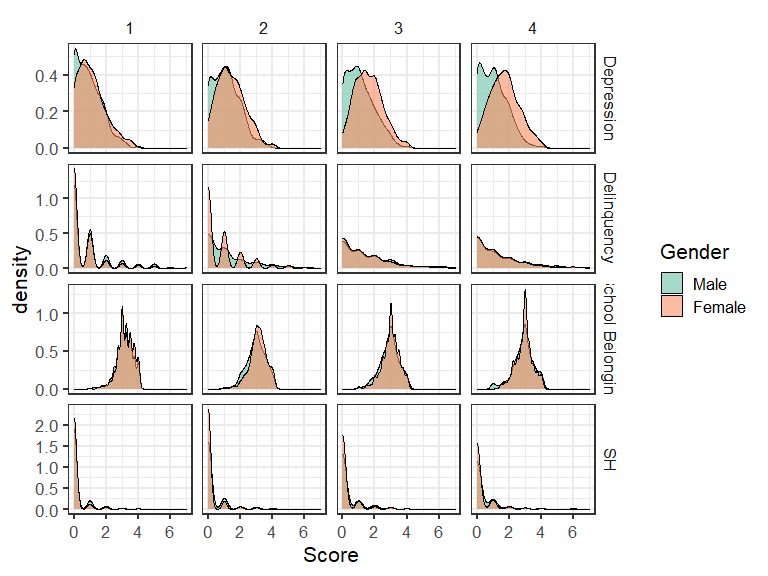 1 2 3 4
0.4
0.2
0.0
Depression
1.0
0.5
0.0
Delinquency
1.0
0.5
0.0
chool Belongin
2.0
1.5
1.0
0.5
0.0
SH
0 2 4 6 0 2 4 6 0 2 4 6 0 2 4 6
Score
density
Gender
Male
Female